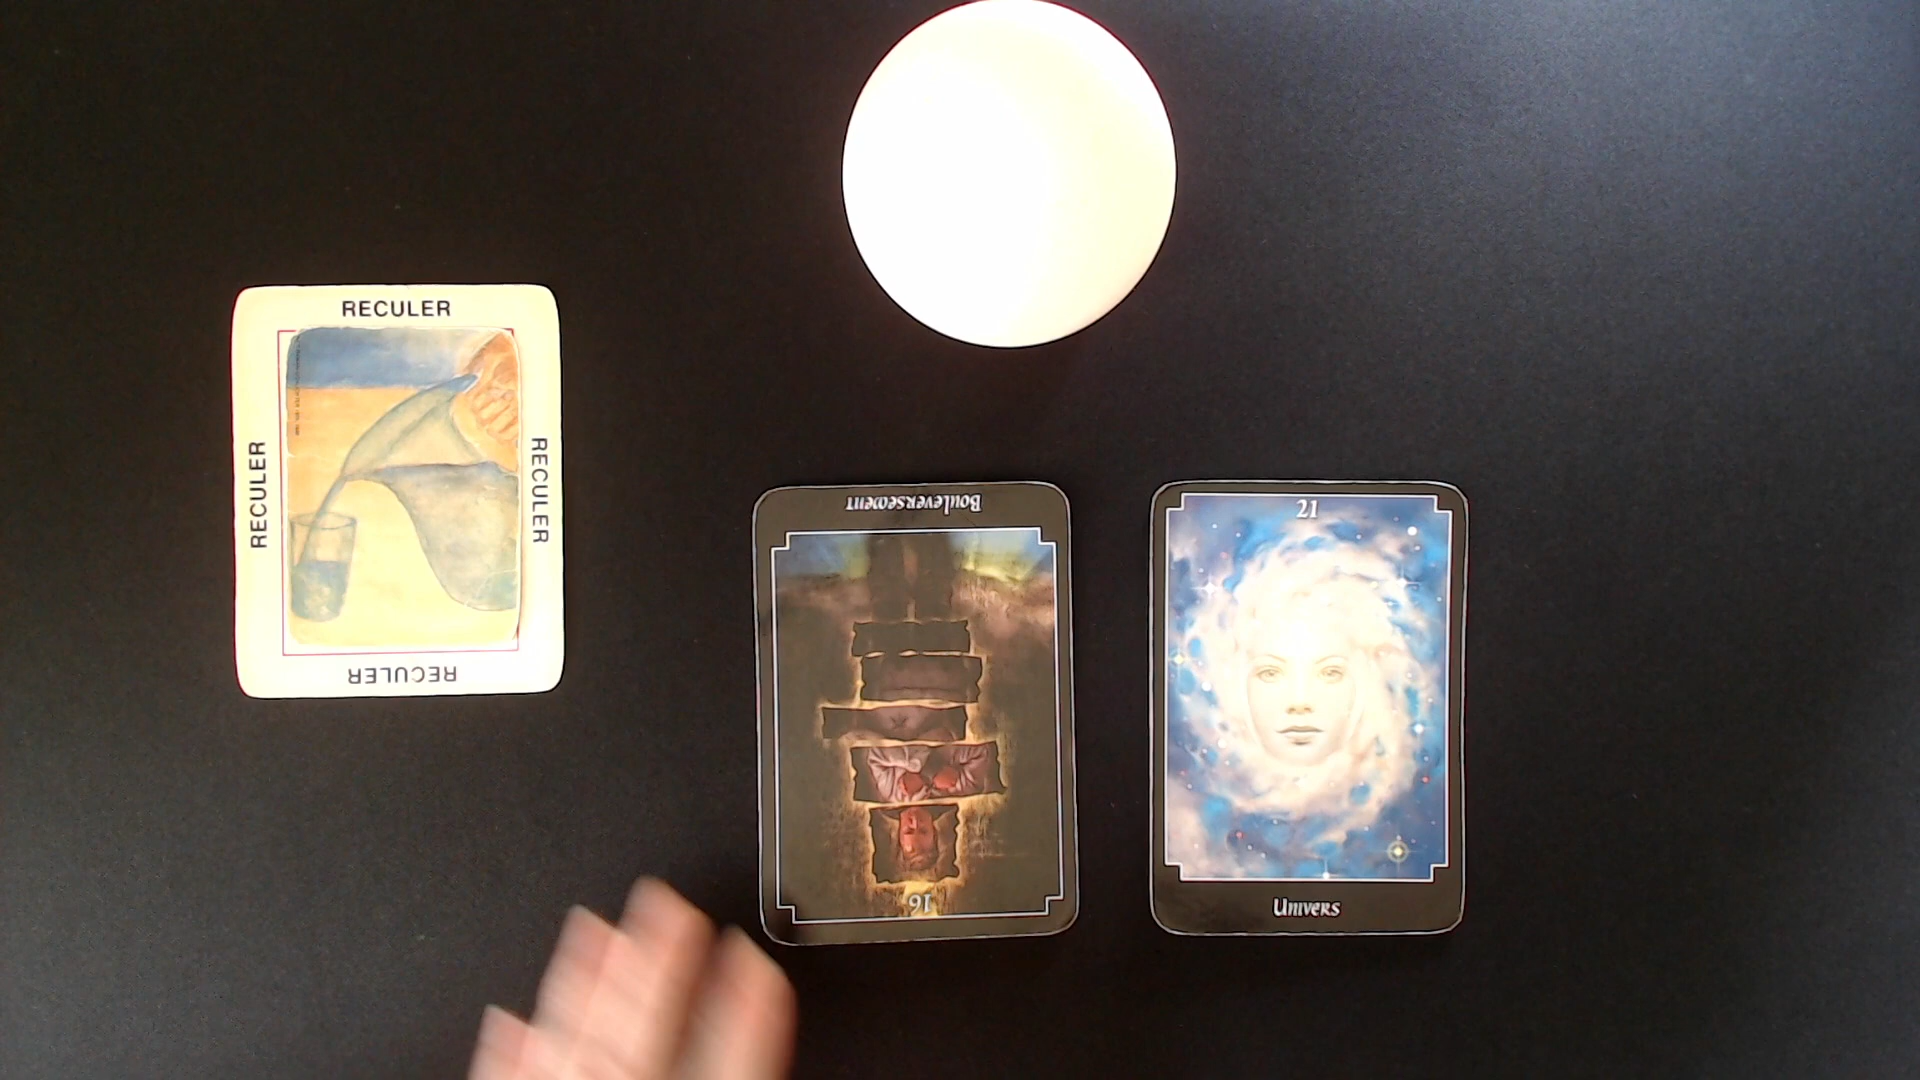 RECULER
RECULER
RECULER
RECULER
Bouleversement
16
21
Univers